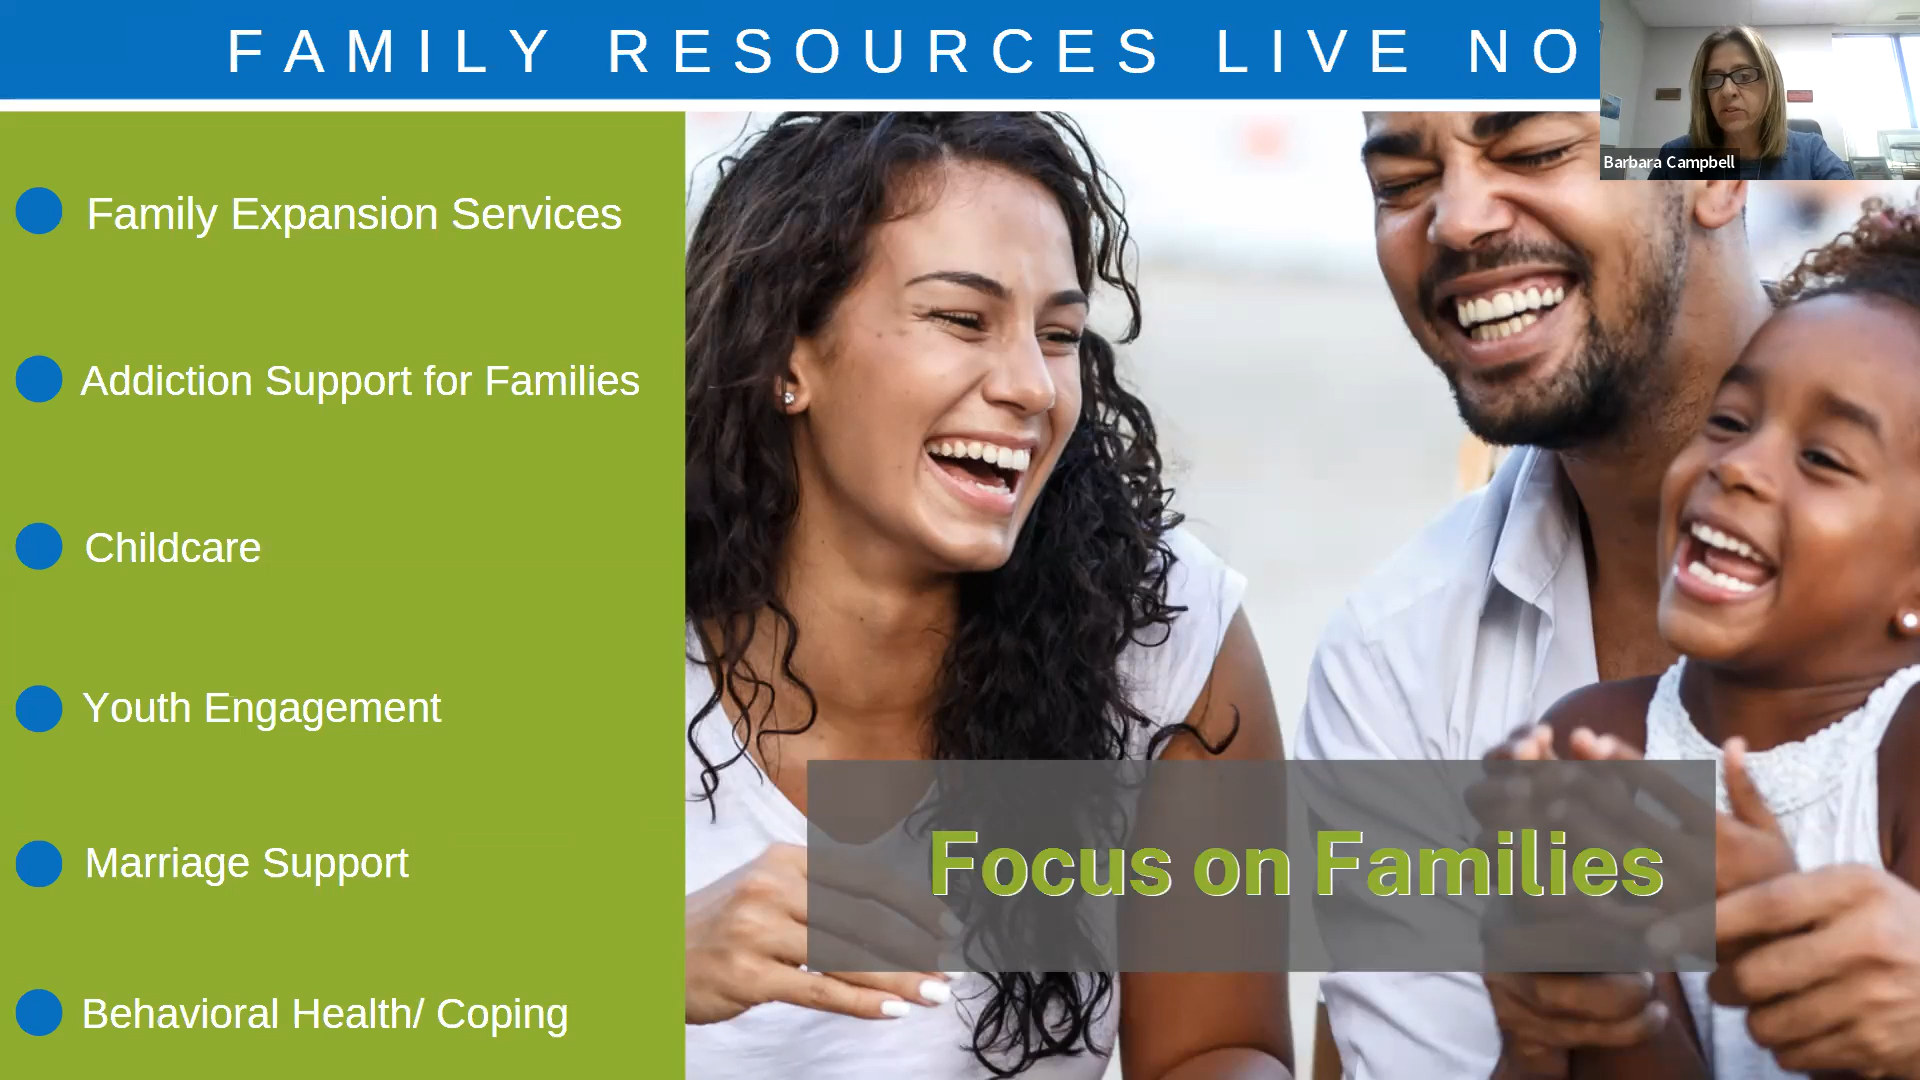 FAMILY RESOURCES LIVE NO
Barbara Campbell
Family Expansion Services
Addiction Support for Families
Childcare
Youth Engagement
Marriage Support
Behavioral Health/ Coping
Focus on Families